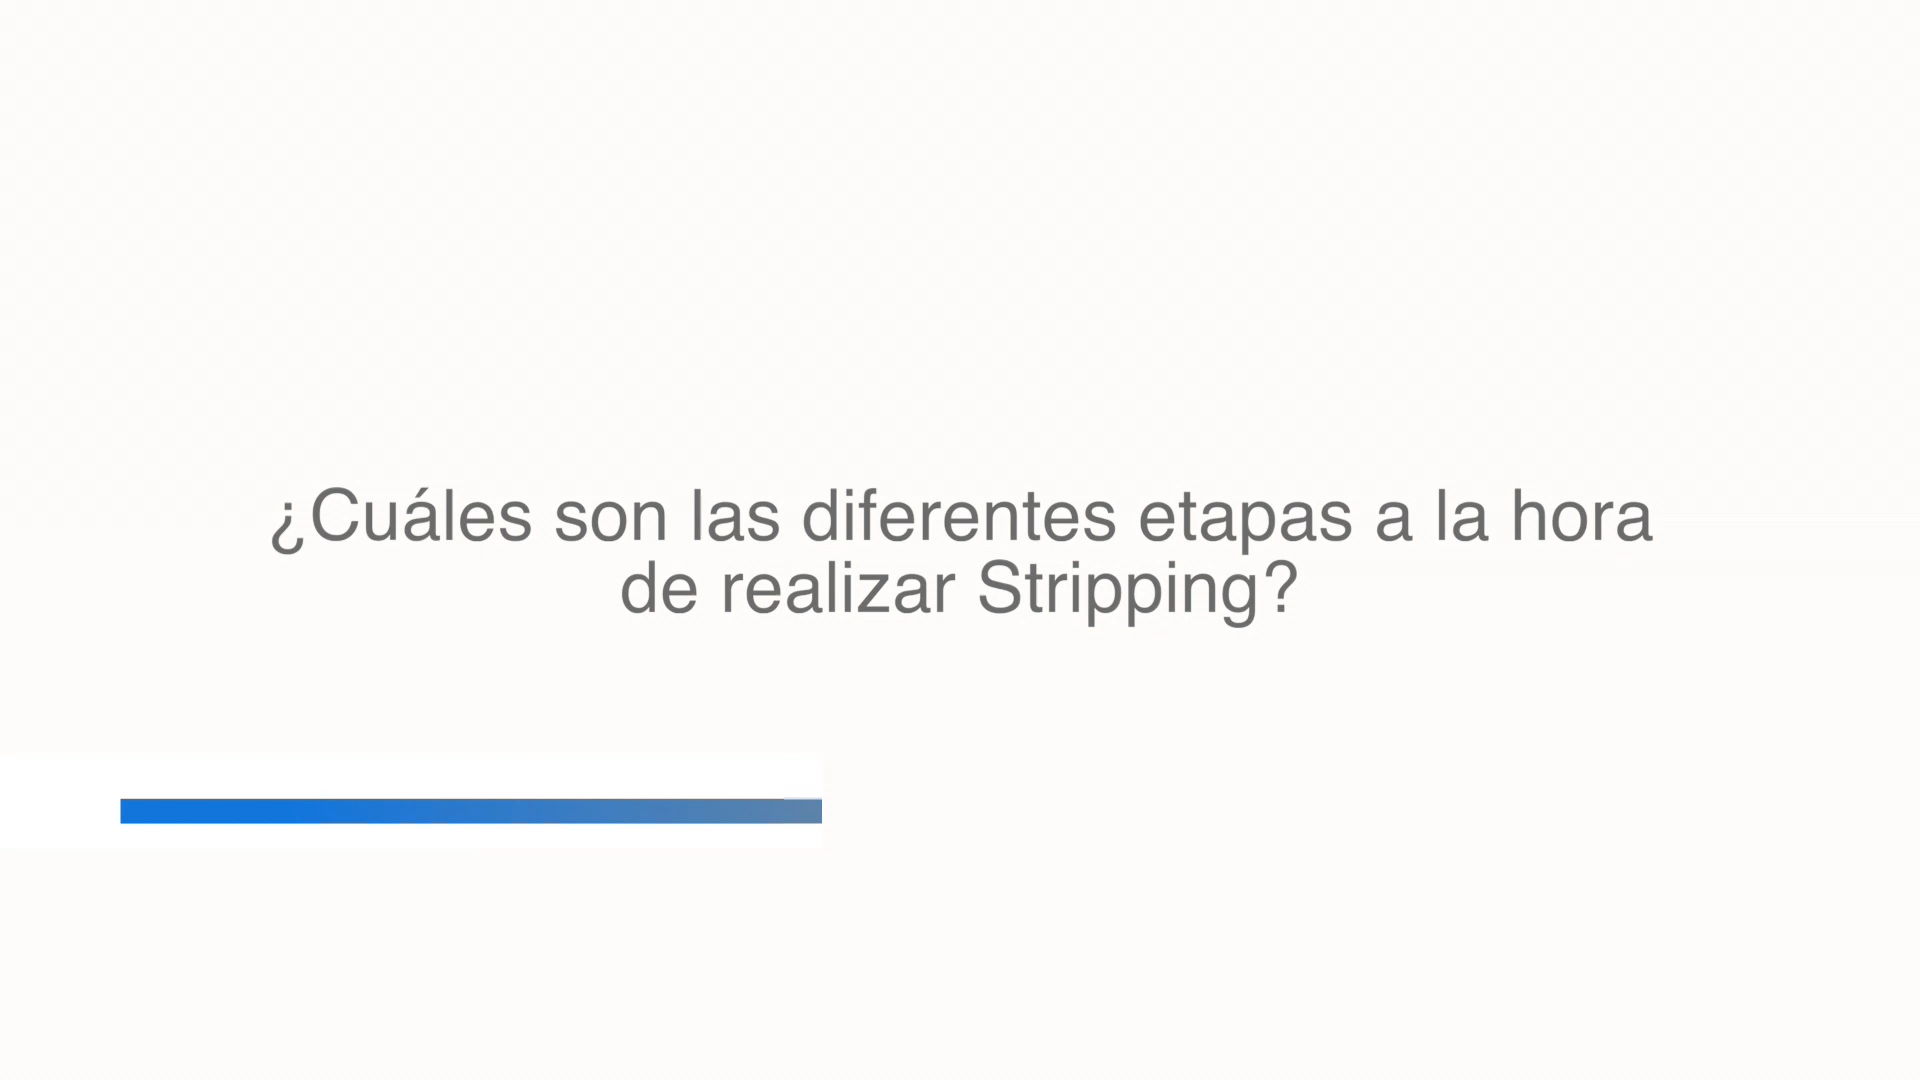 ¿Cuáles son las diferentes etapas a la hora
de realizar Stripping?